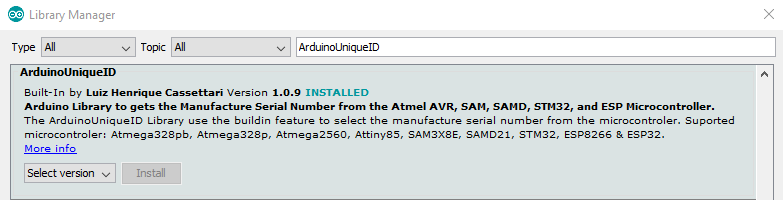 Library Manager
Type All Topic All ArduinoUniqueID
ArduinoUniqueID
Built-In by Luiz Henrique Cassettari Version 1.0.9 INSTALLED
Arduino Library to gets the Manufacture Serial Number from the Atmel AVR, SAM, SAMD, STM32, and ESP Microcontroller.
The ArduinoUniqueID Library use the buildin feature to select the manufacture serial number from the microcontroler. Suported
microcontroler: Atmega328pb, Atmega328p, Atmega2560, Attiny85, SAM3X8E, SAMD21, STM32, ESP8266 & ESP32.
More info
Select version Install